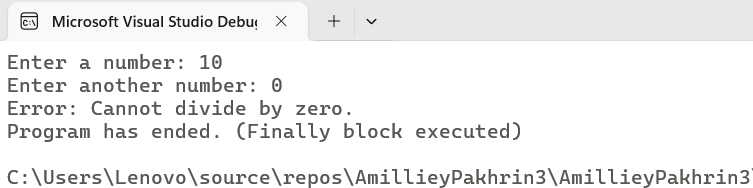 Microsoft Visual Studio Debug
Enter a number: 10
Enter another number: 0
Error: Cannot divide by zero.
Program has ended. (Finally block executed)
C:\Users\Lenovo\source\repos\AmillieyPakhrin3\AmillieyPakhrin3